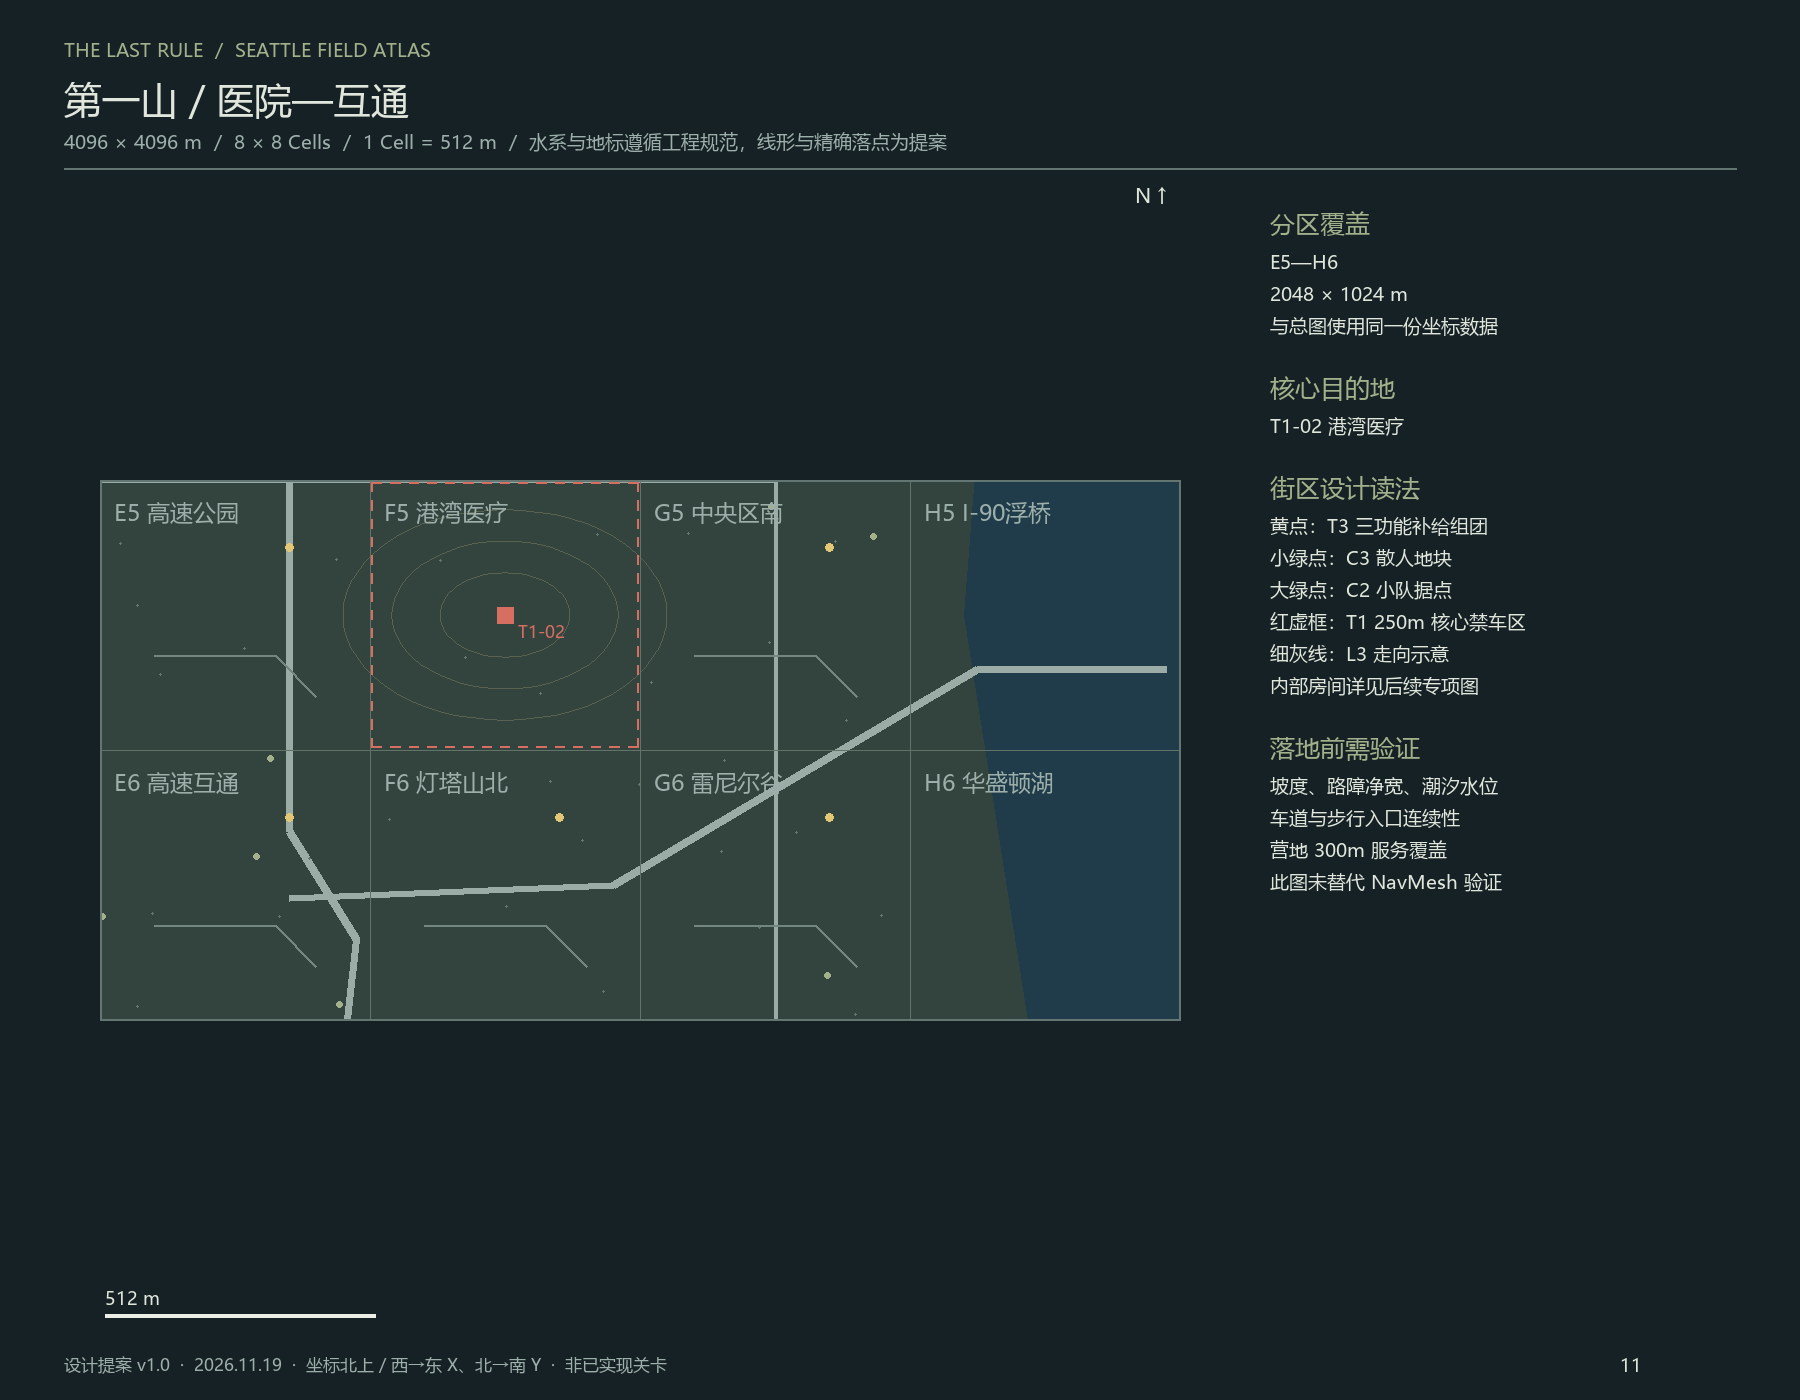 THE LAST RULE / SEATTLE FIELD ATLAS
第一山 / 医院—互通
4096 × 4096 m / 8 × 8 Cells / 1 Cell = 512 m / 水系与地标遵循工程规范，线形与精确落点为提案
N ↑
E5 高速公园
F5 港湾医疗
G5 中央区南
H5 I-90浮桥
T1-02
E6 高速互通
F6 灯塔山北
G6 雷尼尔谷
H6 华盛顿湖
分区覆盖
E5—H6
2048 × 1024 m
与总图使用同一份坐标数据
核心目的地
T1-02 港湾医疗
街区设计读法
黄点：T3 三功能补给组团
小绿点：C3 散人地块
大绿点：C2 小队据点
红虚框：T1 250m 核心禁车区
细灰线：L3 走向示意
内部房间详见后续专项图
落地前需验证
坡度、路障净宽、潮汐水位
车道与步行入口连续性
营地 300m 服务覆盖
此图未替代 NavMesh 验证
512 m
设计提案 v1.0 · 2026.11.19 · 坐标北上 / 西→东 X、北→南 Y · 非已实现关卡
11